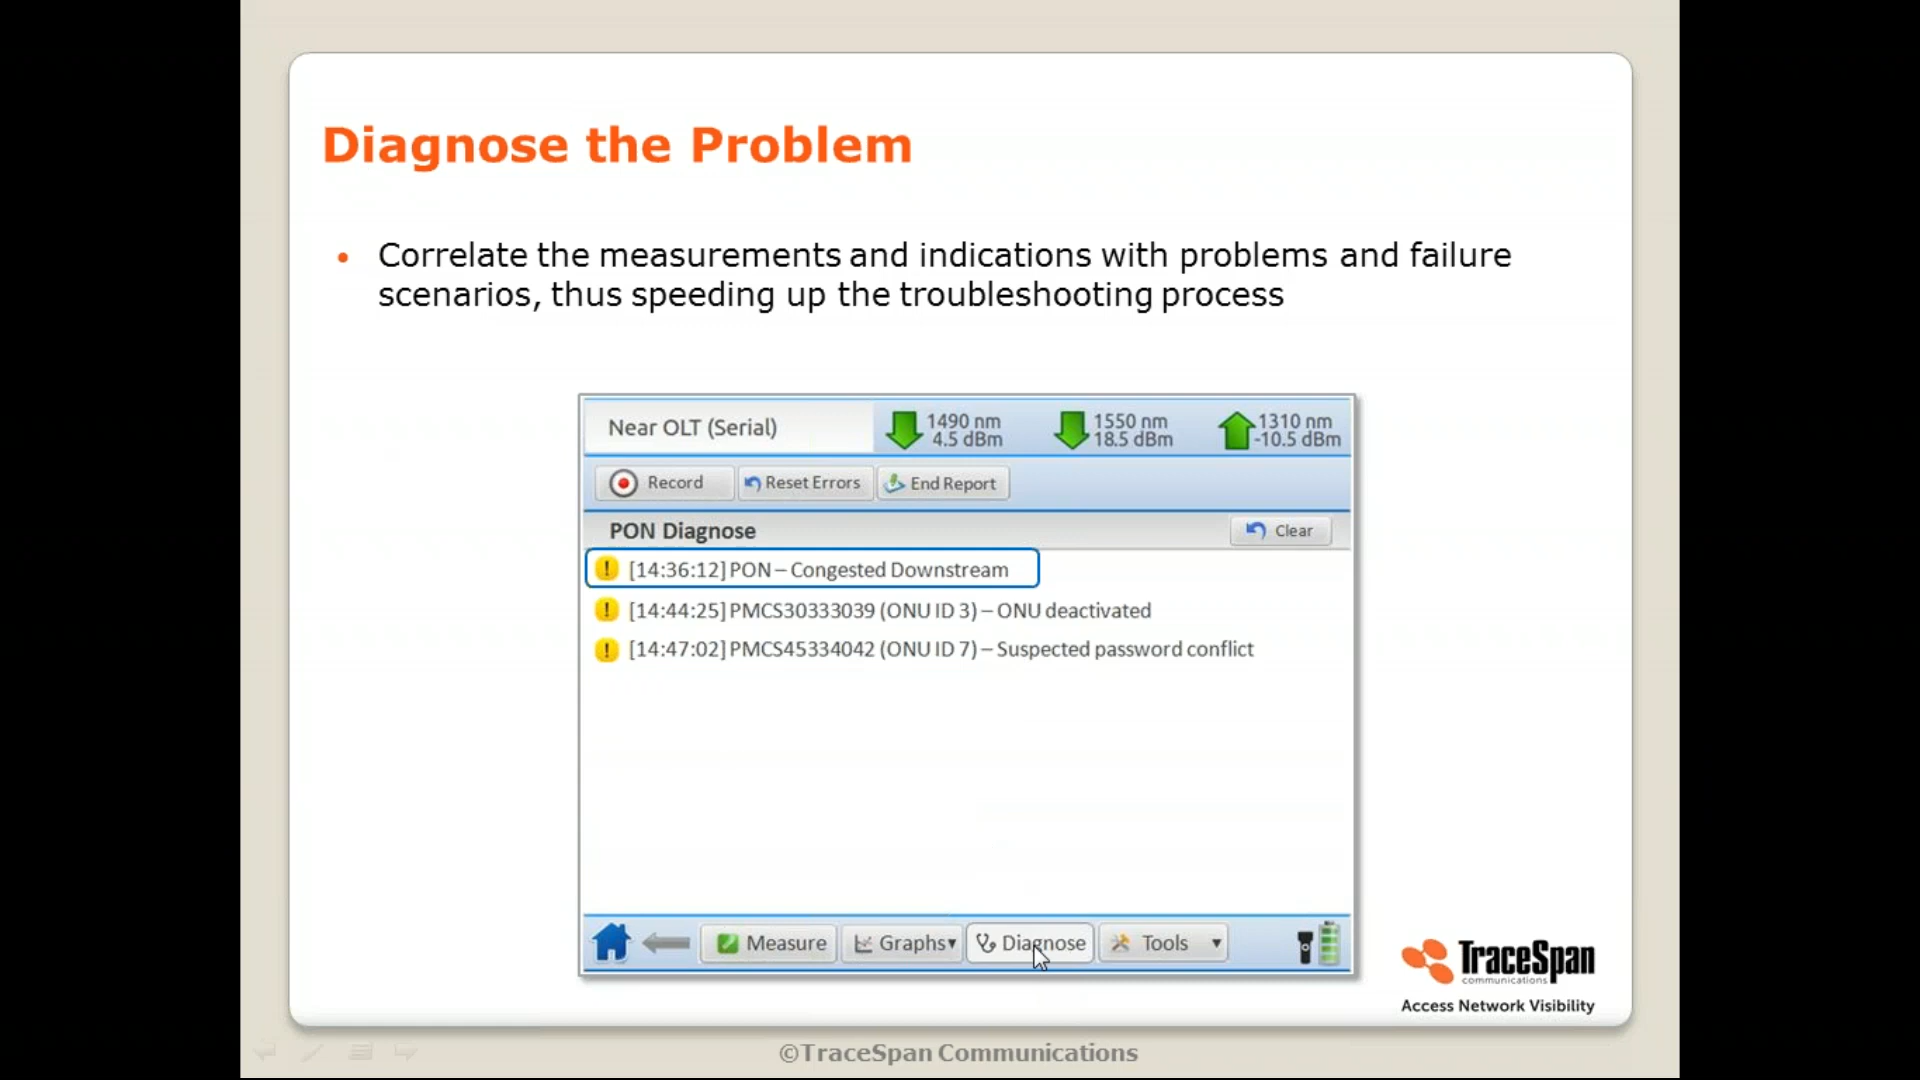 Diagnose the Problem
• Correlate the measurements and indications with problems and failure
scenarios, thus speeding up the troubleshooting process
Near OLT (Serial)
1490 nm
4.5 dBm
1550 nm
18.5 dBm
1310 nm
-10.5 dBm
Record
Reset Errors
End Report
PON Diagnose
Clear
[14:36:12] PON – Congested Downstream
[14:44:25] PMCS30333039 (ONU ID 3) – ONU deactivated
[14:47:02] PMCS45334042 (ONU ID 7) – Suspected password conflict
Measure
Graphs
Diagnose
Tools
TraceSpan
communications
Access Network Visibility
©TraceSpan Communications